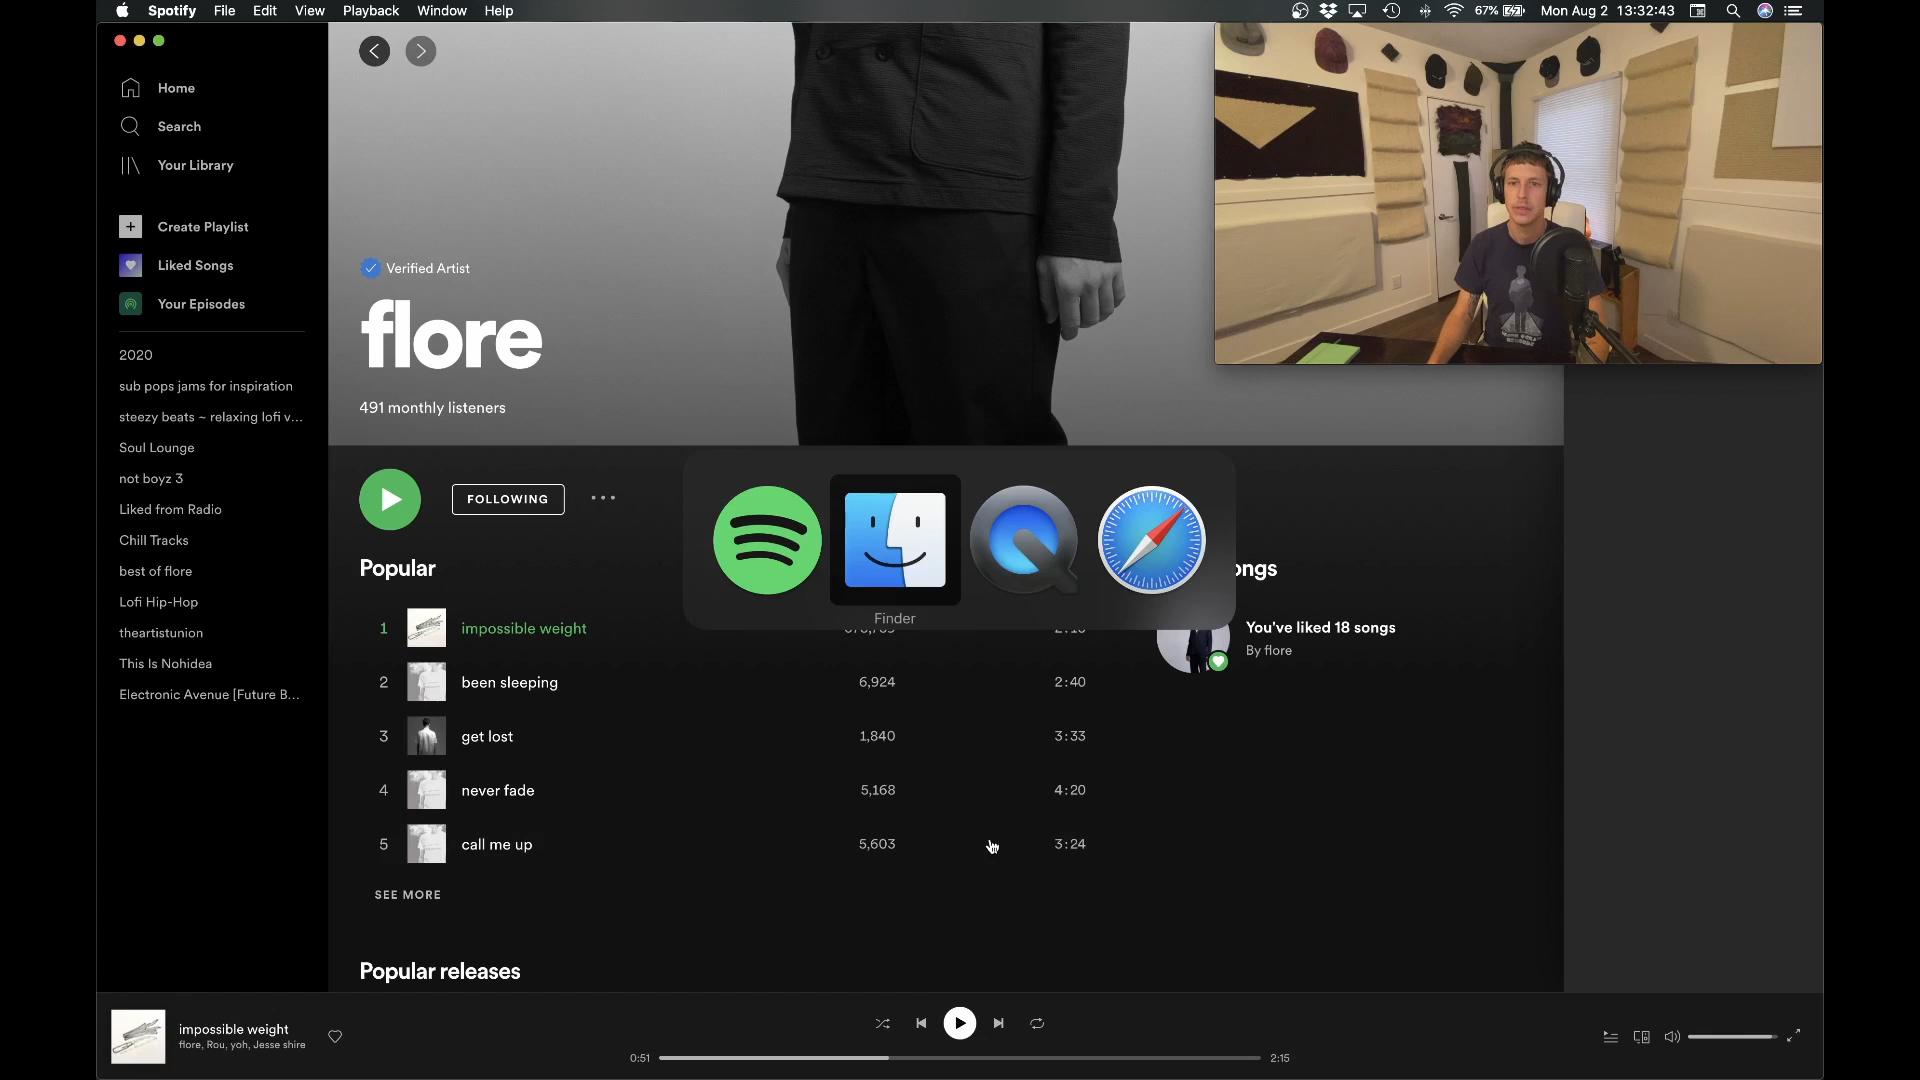 Spotify File Edit View Playback Window Help
67% Mon Aug 2 13:32:43
Home
Search
Your Library
Create Playlist
Liked Songs
Your Episodes
2020
sub pops jams for inspiration
steezy beats ~ relaxing lofi v...
Soul Lounge
not boyz 3
Liked from Radio
Chill Tracks
best of flore
Lofi Hip-Hop
theartistunion
This Is Nohidea
Electronic Avenue [Future B...
Verified Artist
flore
491 monthly listeners
FOLLOWING
Finder
Popular
1 impossible weight
2 been sleeping 6,924 2:40
3 get lost 1,840 3:33
4 never fade 5,168 4:20
5 call me up 5,603 3:24
SEE MORE
You've liked 18 songs
By flore
Popular releases
impossible weight
flore, Rou, yoh, Jesse shire
0:51 2:15